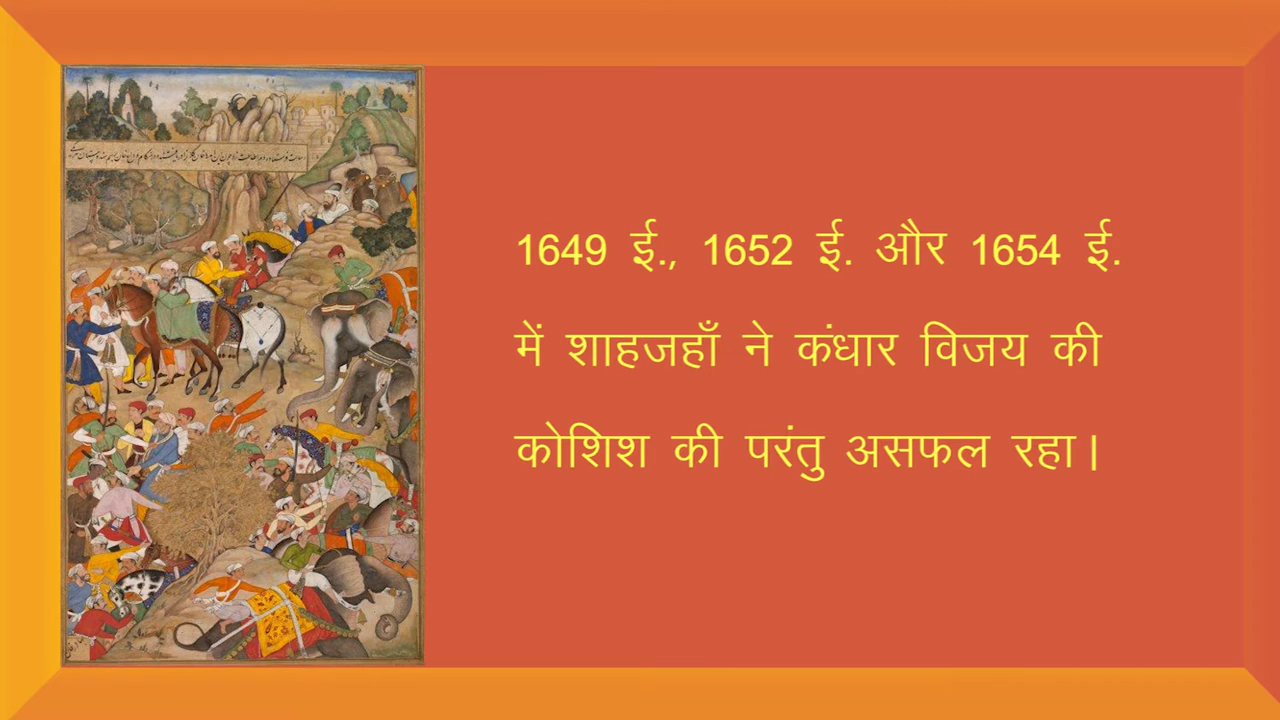 1649 ई., 1652 ई. और 1654 ई.
में शाहजहाँ ने कंधार विजय की
कोशिश की परंतु असफल रहा।